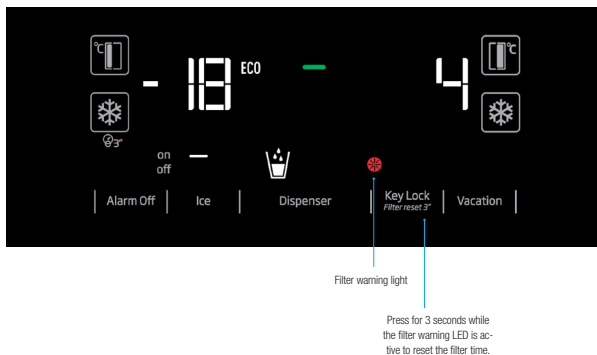 °C
°C
-18
ECO
4
3"
on
off
Alarm Off
Ice
Dispenser
Key Lock
Filter reset 3"
Vacation
Filter warning light
Press for 3 seconds while
the filter warning LED is ac-
tive to reset the filter time.